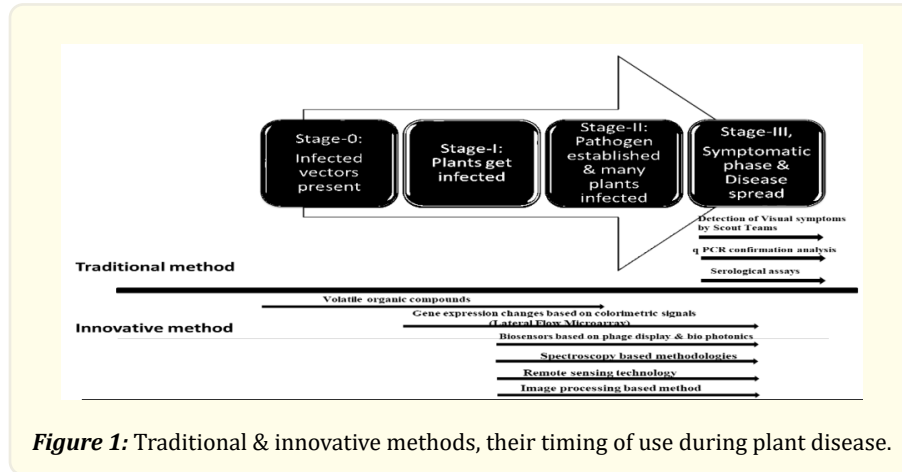 Stage-0:
Infected
vectors
present
Stage-I:
Plants get
infected
Stage-II:
Pathogen
established
& many
plants
infected
Stage-III,
Symptomatic
phase &
Disease
spread
Detection of Visual symptoms
by Scout Teams
q PCR confirmation analysis
Serological assays
Traditional method
Volatile organic compounds
Innovative method
Gene expression changes based on colorimetric signals
(Lateral Flow Microarray)
Biosensors based on phage display & bio photonics
Spectroscopy based methodologies
Remote sensing technology
Image processing based method
Figure 1: Traditional & innovative methods, their timing of use during plant disease.